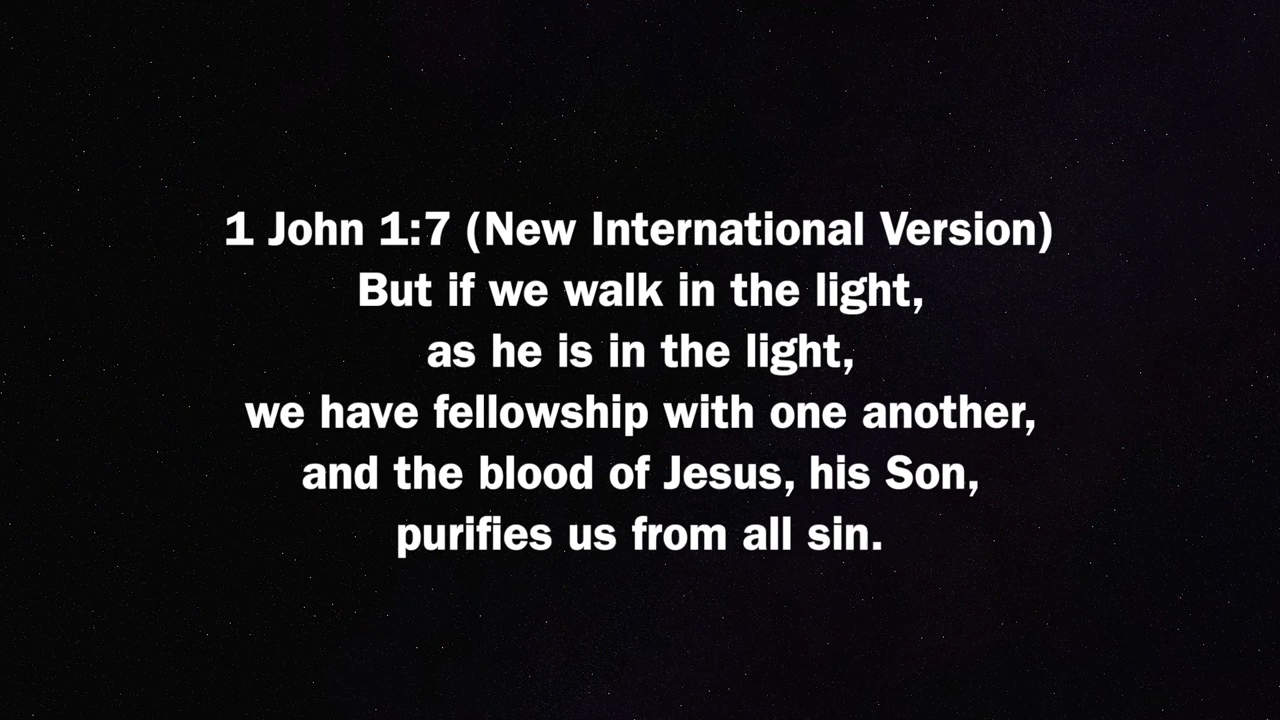 1 John 1:7 (New International Version)
But if we walk in the light,
as he is in the light,
we have fellowship with one another,
and the blood of Jesus, his Son,
purifies us from all sin.